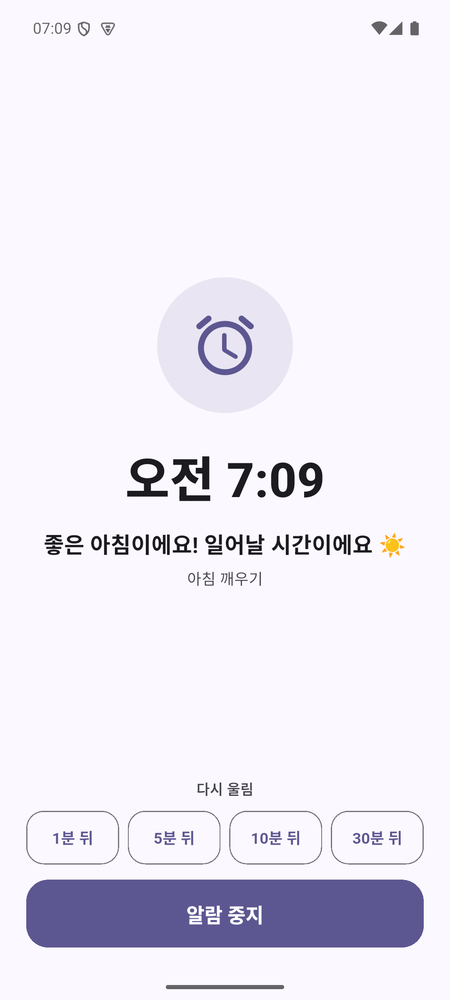 07:09
오전 7:09
좋은 아침이에요! 일어날 시간이에요 ☀️
아침 깨우기
다시 울림
1분 뒤 5분 뒤 10분 뒤 30분 뒤
알람 중지